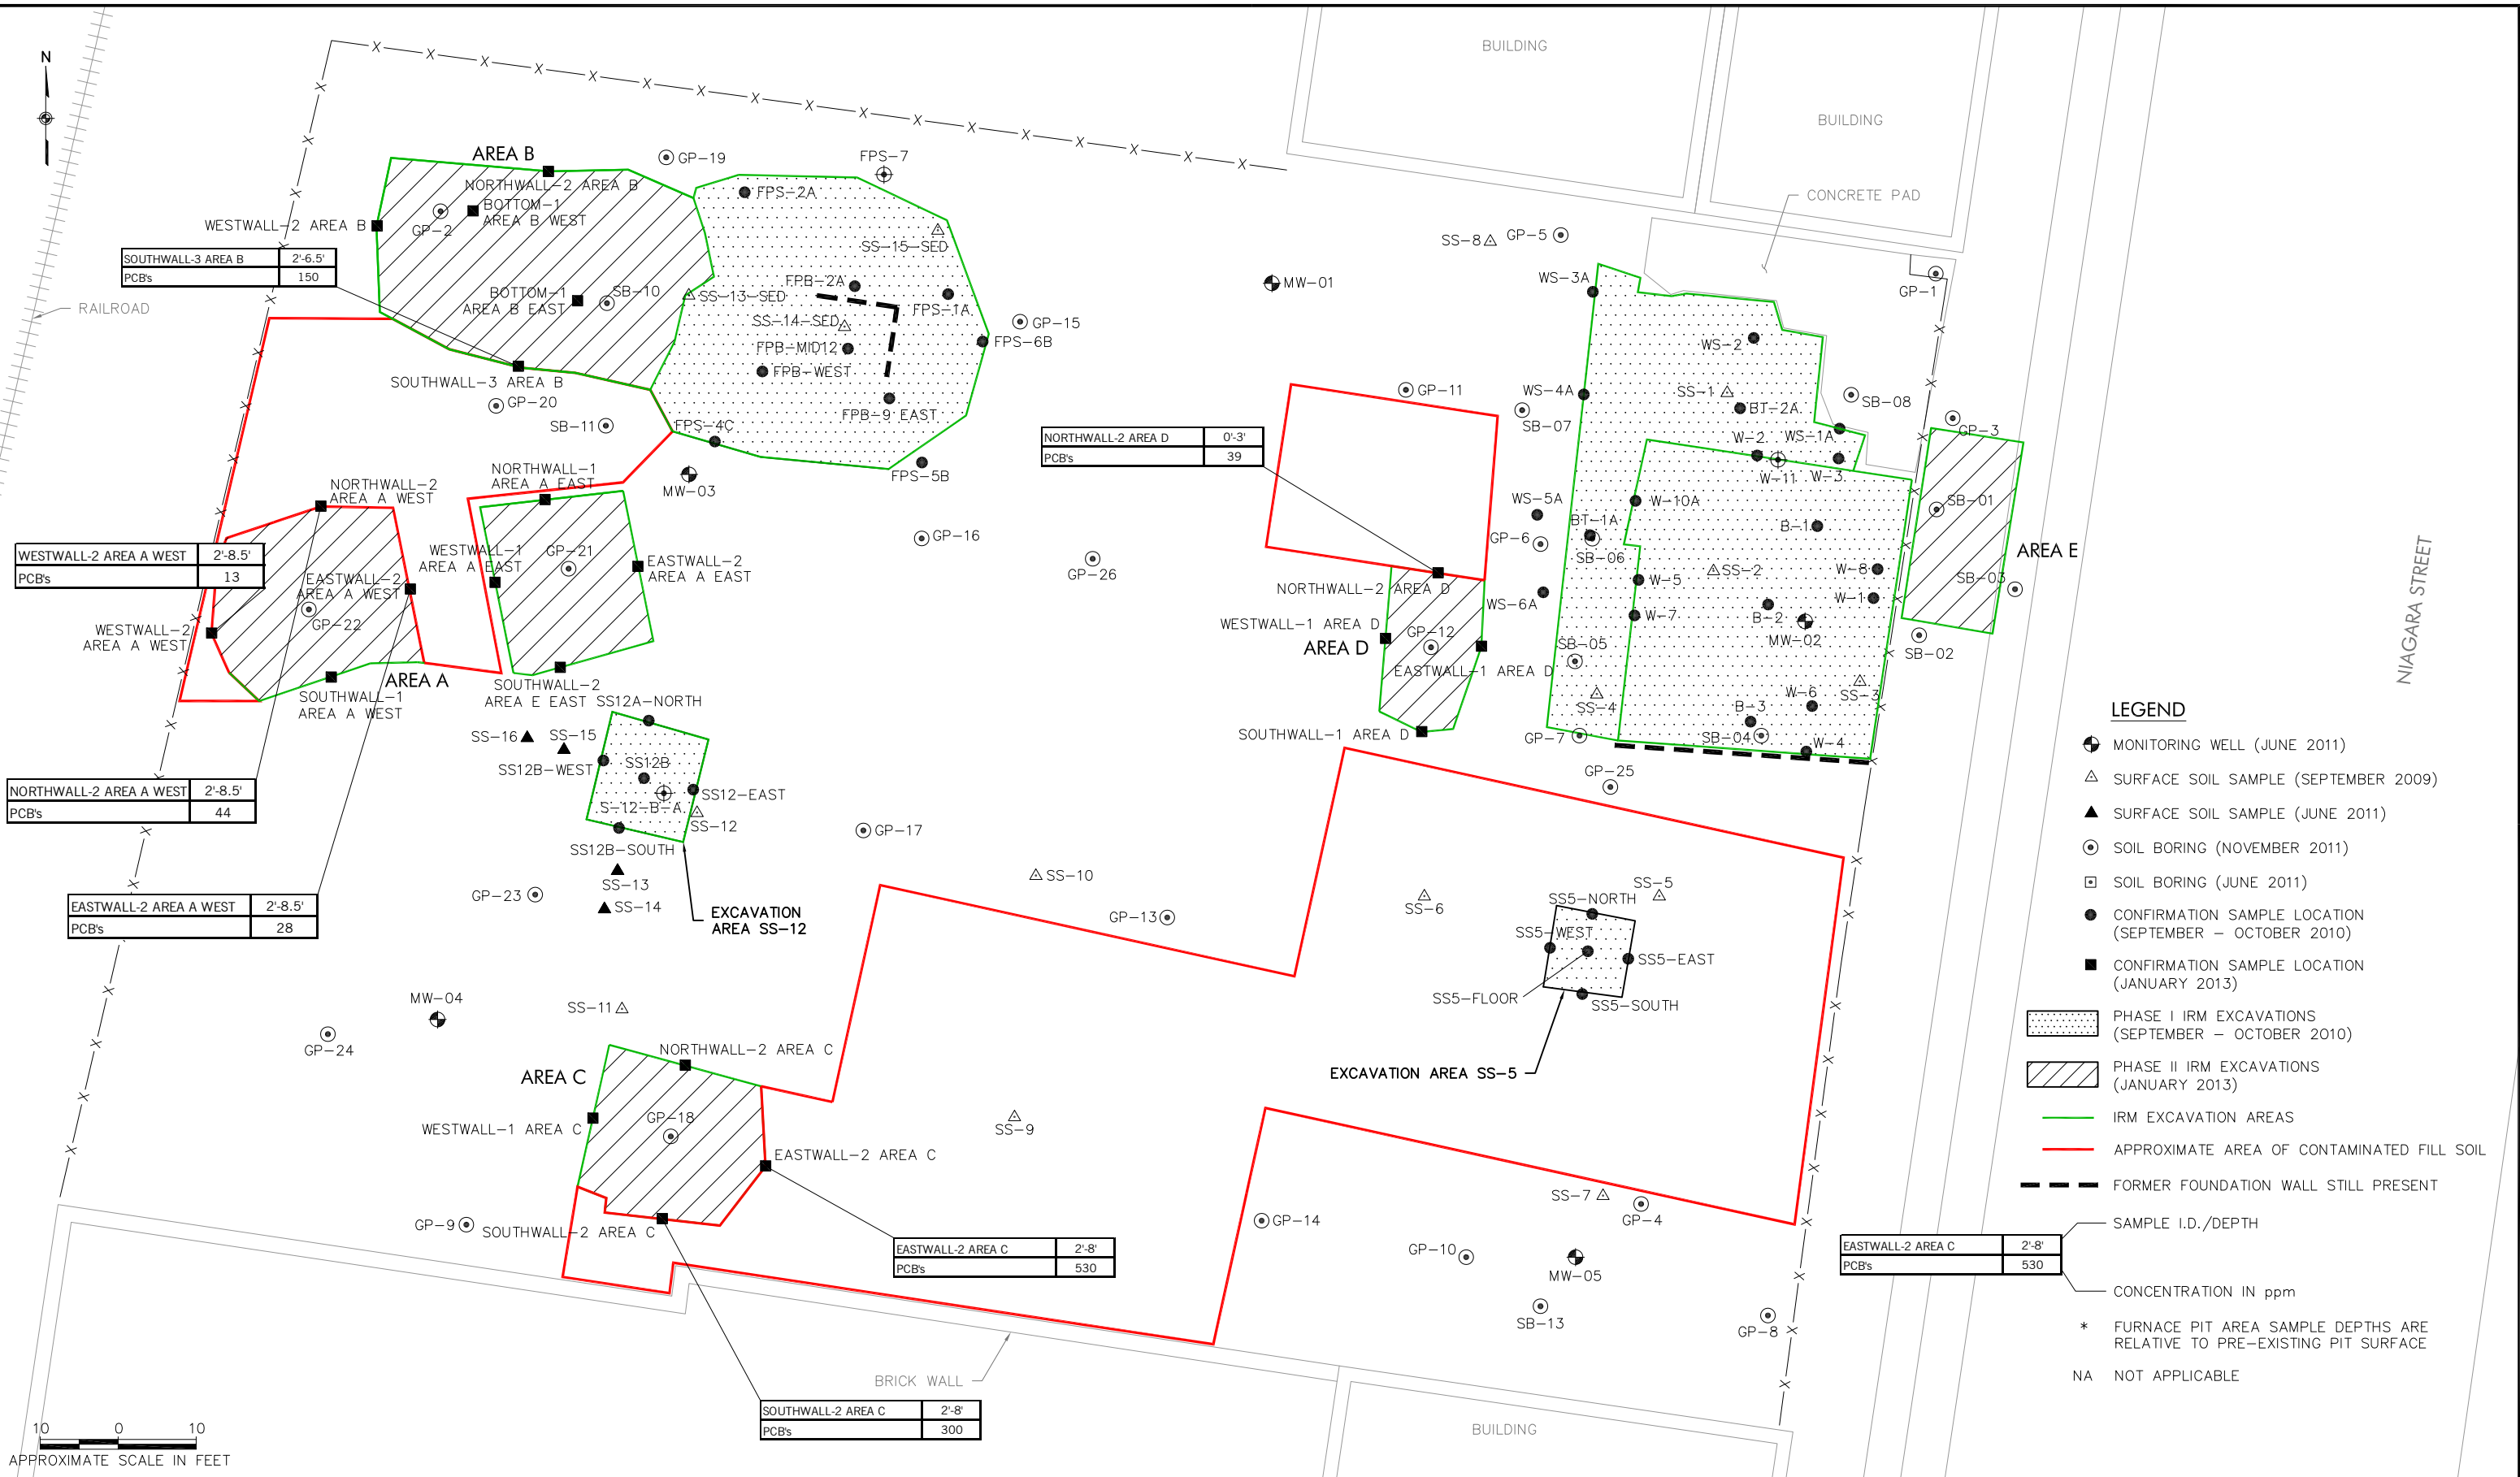 N
BUILDING
BUILDING
CONCRETE PAD
RAILROAD
AREA B
NORTHWALL-2 AREA B
GP-19
FPS-7
FPS-2A
BOTTOM-1
AREA B WEST
GP-2
WESTWALL-2 AREA B
SS-15-SED
SS-8
GP-5
GP-1
MW-01
WS-3A
SOUTHWALL-3 AREA B 2'-6.5'
PCB's 150
BOTTOM-1
AREA B EAST
SB-10
SS-13-SED
FPB-2A
FPS-1A
SS-14-SED
GP-15
FPS-6B
FPB-MID12
FPB-WEST
WS-2
SOUTHWALL-3 AREA B
GP-20
SB-11
FPS-4C
FPB-9 EAST
FPS-5B
MW-03
GP-11
WS-4A
SB-07
SS-1
BT-2A
SB-08
GP-3
W-2
WS-1A
W-11
W-3
NORTHWALL-2 AREA D 0'-3'
PCB's 39
NORTHWALL-1
AREA A EAST
NORTHWALL-2
AREA A WEST
WS-5A
W-10A
SB-01
BT-1A
B-1
GP-6
SB-06
GP-16
GP-26
WESTWALL-2 AREA A WEST 2'-8.5'
PCB's 13
WESTWALL-1
AREA A EAST
GP-21
EASTWALL-2
AREA A EAST
EASTWALL-2
AREA A WEST
GP-22
WESTWALL-2
AREA A WEST
AREA E
SS-2
W-8
W-5
SB-03
NORTHWALL-2 AREA D
WS-6A
W-1
W-7
B-2
MW-02
WESTWALL-1 AREA D
GP-12
AREA D
EASTWALL-1 AREA D
SB-05
SB-02
NIAGARA STREET
AREA A
SOUTHWALL-1
AREA A WEST
SOUTHWALL-2
AREA E EAST
SS12A-NORTH
SS-4
SS-3
W-6
B-3
SOUTHWALL-1 AREA D
GP-7
SB-04
W-4
SS-16
SS-15
SS12B-WEST
SS12B
SS12-EAST
S-12-B-A
SS-12
SS12B-SOUTH
SS-13
SS-14
GP-25
GP-17
NORTHWALL-2 AREA A WEST 2'-8.5'
PCB's 44
EASTWALL-2 AREA A WEST 2'-8.5'
PCB's 28
GP-23
EXCAVATION
AREA SS-12
SS-10
GP-13
SS-6
SS-5
SS5-NORTH
SS5-WEST
SS5-EAST
SS5-FLOOR
SS5-SOUTH
EXCAVATION AREA SS-5
MW-04
SS-11
GP-24
NORTHWALL-2 AREA C
AREA C
GP-18
WESTWALL-1 AREA C
SS-9
EASTWALL-2 AREA C
GP-9
SOUTHWALL-2 AREA C
SS-7
GP-4
GP-14
GP-10
MW-05
SB-13
GP-8
EASTWALL-2 AREA C 2'-8'
PCB's 530
SOUTHWALL-2 AREA C 2'-8'
PCB's 300
BRICK WALL
BUILDING
10 0 10
APPROXIMATE SCALE IN FEET
LEGEND
MONITORING WELL (JUNE 2011)
SURFACE SOIL SAMPLE (SEPTEMBER 2009)
SURFACE SOIL SAMPLE (JUNE 2011)
SOIL BORING (NOVEMBER 2011)
SOIL BORING (JUNE 2011)
CONFIRMATION SAMPLE LOCATION
(SEPTEMBER - OCTOBER 2010)
CONFIRMATION SAMPLE LOCATION
(JANUARY 2013)
PHASE I IRM EXCAVATIONS
(SEPTEMBER - OCTOBER 2010)
PHASE II IRM EXCAVATIONS
(JANUARY 2013)
IRM EXCAVATION AREAS
APPROXIMATE AREA OF CONTAMINATED FILL SOIL
FORMER FOUNDATION WALL STILL PRESENT
SAMPLE I.D./DEPTH
EASTWALL-2 AREA C 2'-8'
PCB's 530
CONCENTRATION IN ppm
* FURNACE PIT AREA SAMPLE DEPTHS ARE
RELATIVE TO PRE-EXISTING PIT SURFACE
NA NOT APPLICABLE